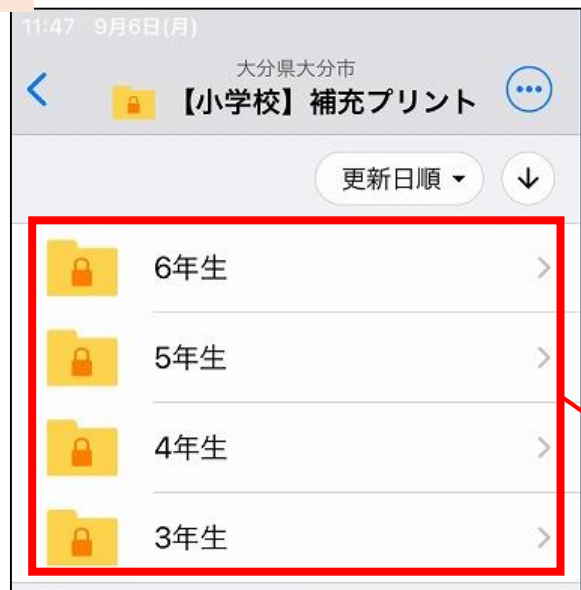 11:47 9月6日(月)
大分県大分市
【小学校】補充プリント
更新日順
6年生
5年生
4年生
3年生